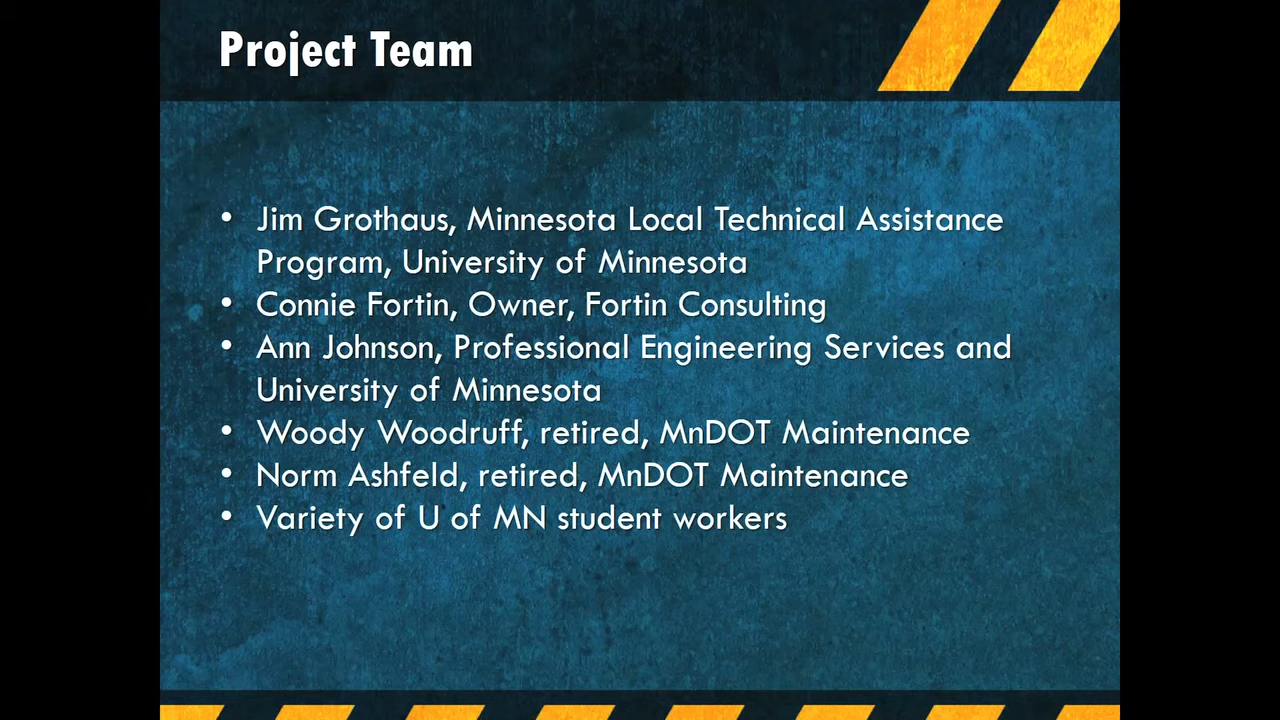 Project Team
• Jim Grothaus, Minnesota Local Technical Assistance
Program, University of Minnesota
• Connie Fortin, Owner, Fortin Consulting
• Ann Johnson, Professional Engineering Services and
University of Minnesota
• Woody Woodruff, retired, MnDOT Maintenance
• Norm Ashfeld, retired, MnDOT Maintenance
• Variety of U of MN student workers